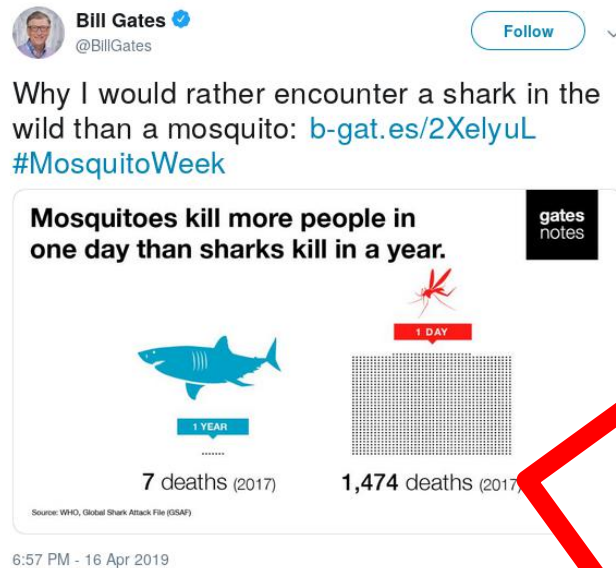 Bill Gates
@BillGates
Follow
Why I would rather encounter a shark in the
wild than a mosquito: b-gat.es/2XelyuL
#MosquitoWeek
Mosquitoes kill more people in
one day than sharks kill in a year.
gates
notes
1 DAY
1 YEAR
7 deaths (2017)
1,474 deaths (2017
Source: WHO, Global Shark Attack File (GSAF)
6:57 PM - 16 Apr 2019